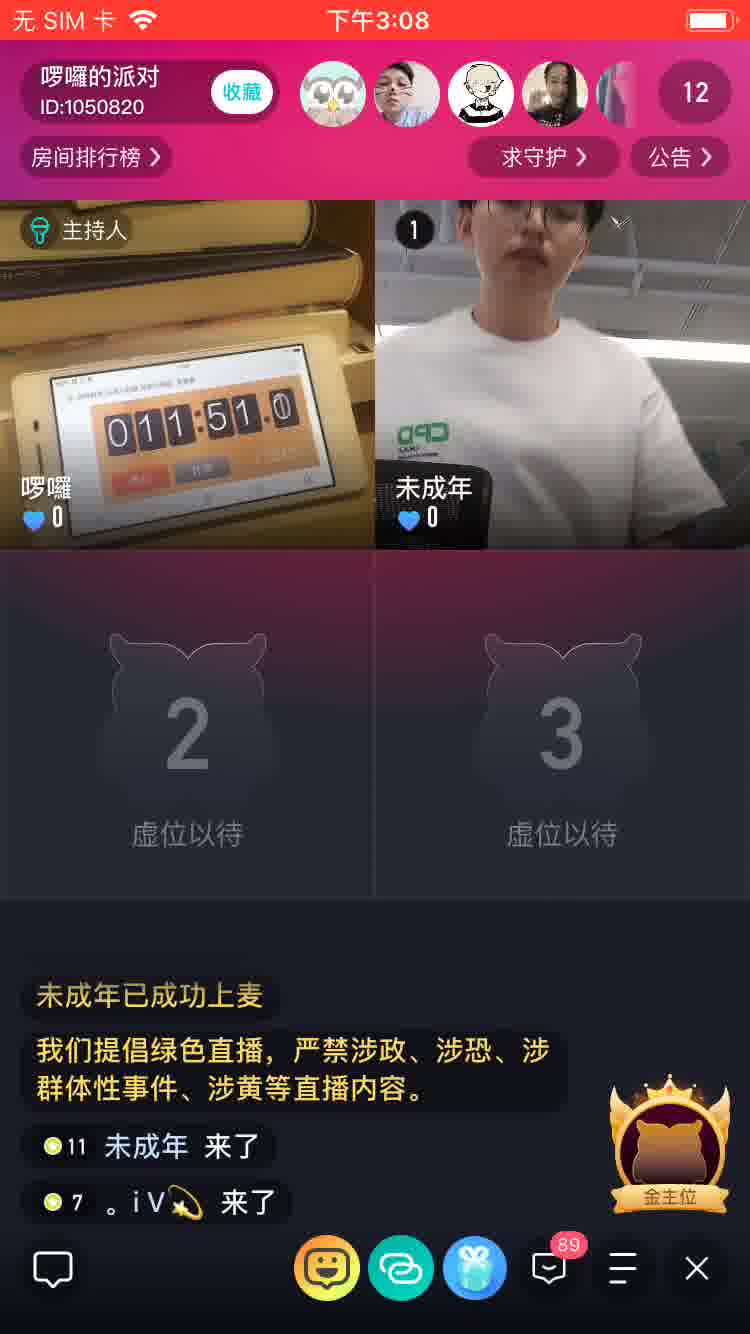 无 SIM 卡
下午3:08
啰囉的派对
ID:1050820
收藏
12
房间排行榜
求守护
公告
主持人
1
011:51.0
啰囉
0
未成年
0
2
虚位以待
3
虚位以待
未成年已成功上麦
我们提倡绿色直播，严禁涉政、涉恐、涉
群体性事件、涉黄等直播内容。
11 未成年 来了
7 。iV💫 来了
金主位
89